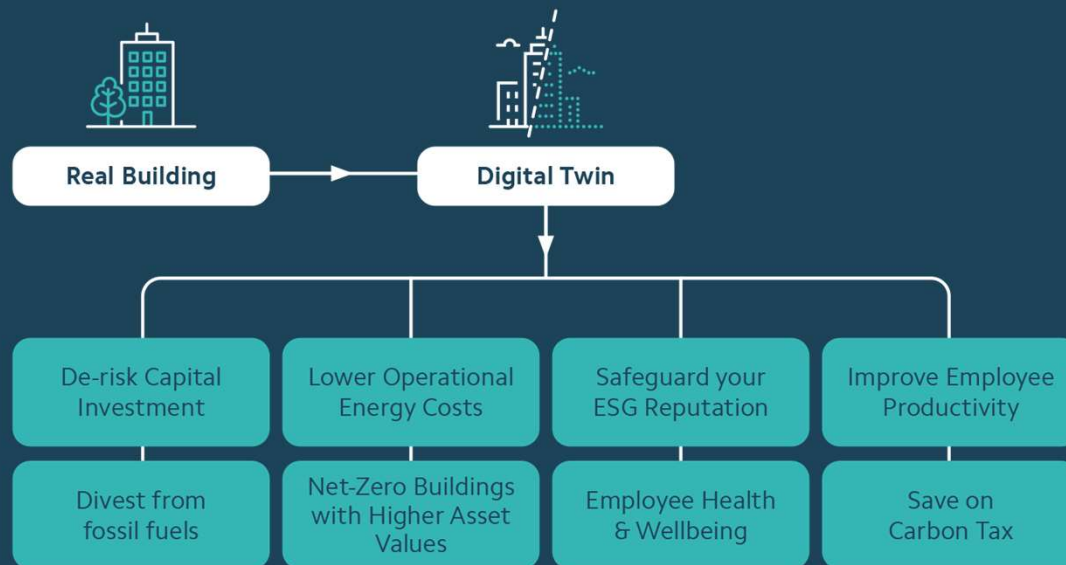 Real Building
Digital Twin
De-risk Capital
Investment
Lower Operational
Energy Costs
Safeguard your
ESG Reputation
Improve Employee
Productivity
Divest from
fossil fuels
Net-Zero Buildings
with Higher Asset
Values
Employee Health
& Wellbeing
Save on
Carbon Tax